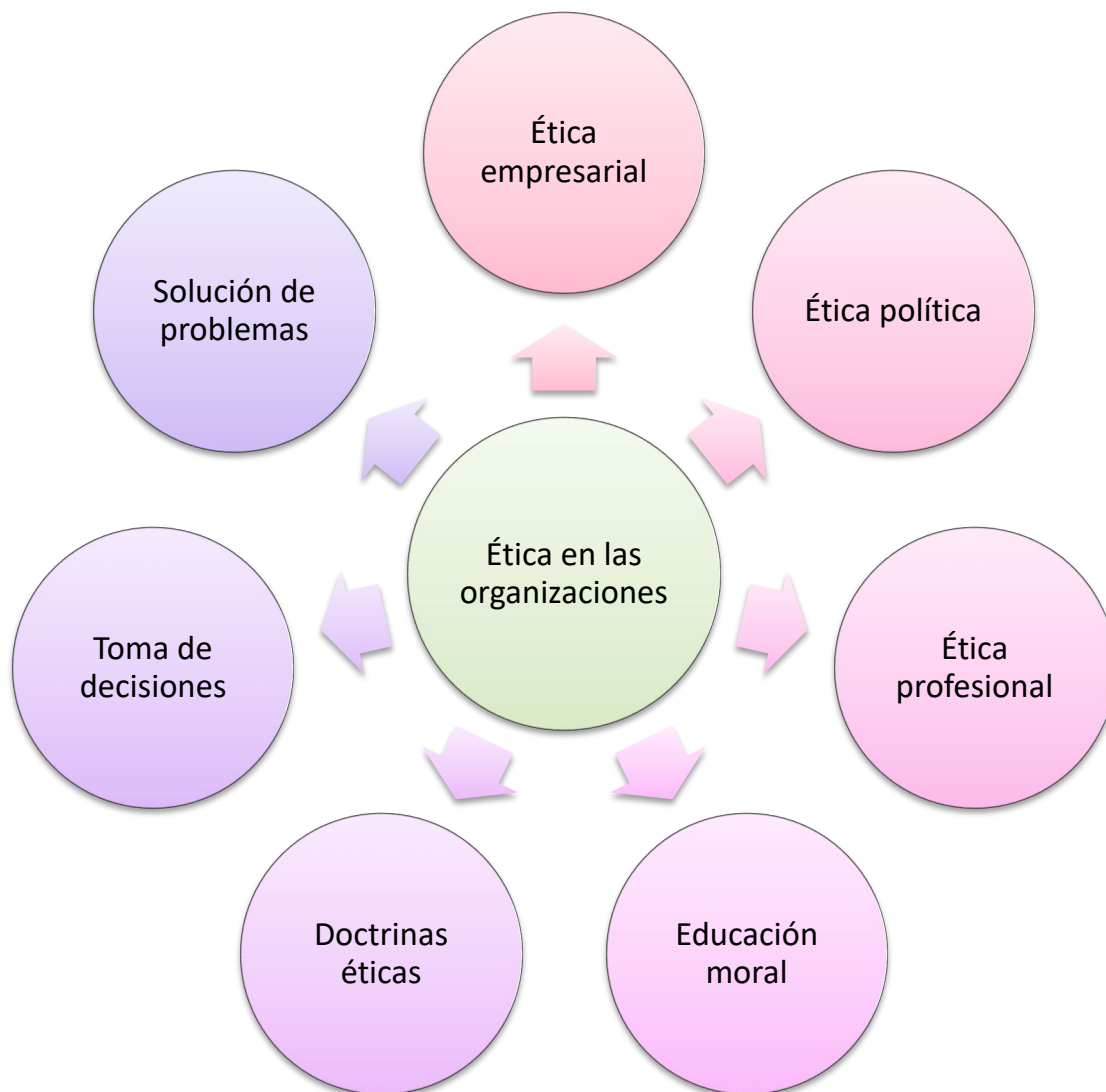 Ética
empresarial
Ética política
Ética
profesional
Educación
moral
Doctrinas
éticas
Toma de
decisiones
Solución de
problemas
Ética en las
organizaciones